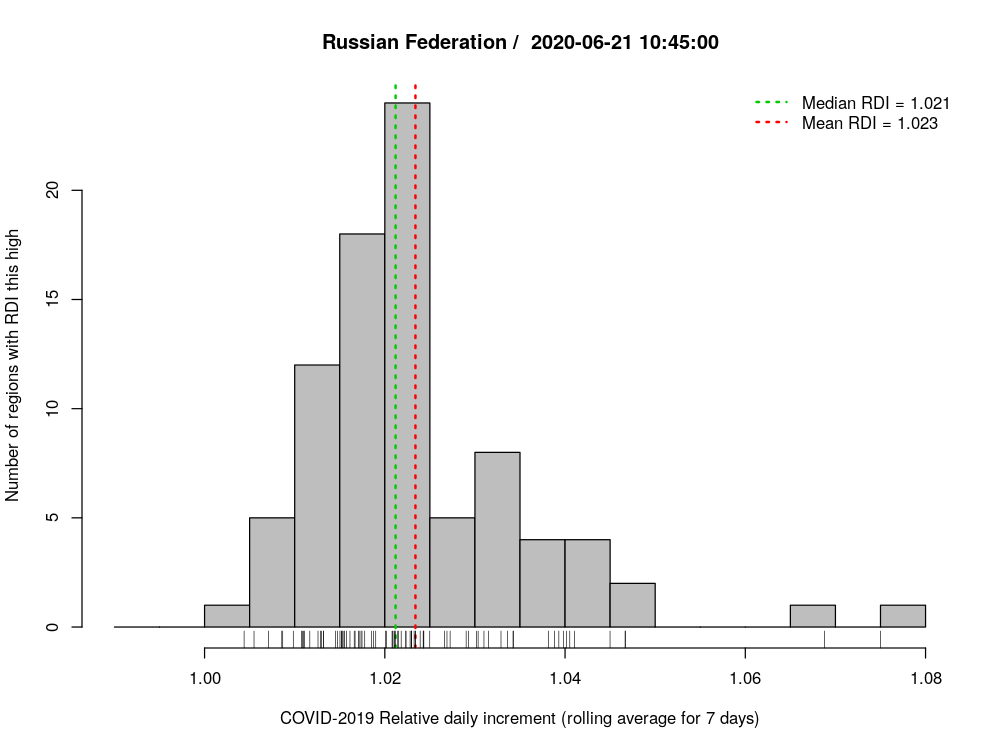 Russian Federation /  2020-06-21 10:45:00
Median RDI = 1.021
Mean RDI = 1.023
Number of regions with RDI this high
20
15
10
5
0
1.00 1.02 1.04 1.06 1.08
COVID-2019 Relative daily increment (rolling average for 7 days)